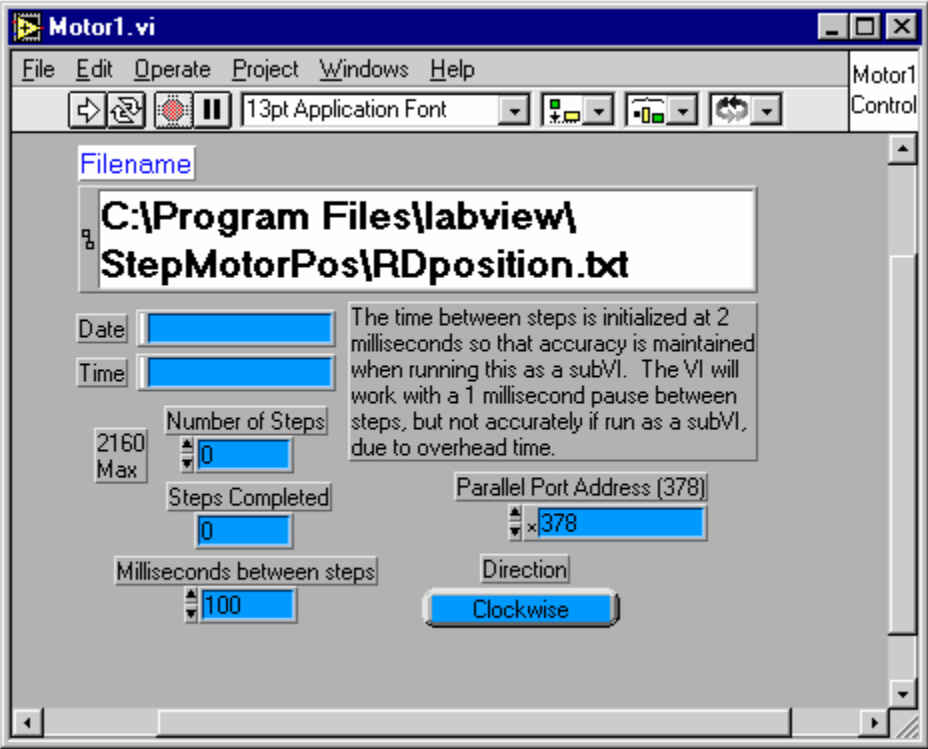 Motor1.vi
File Edit Operate Project Windows Help
Motor1
Control
13pt Application Font
Filename
C:\Program Files\labview\
StepMotorPos\RDposition.txt
Date
Time
The time between steps is initialized at 2
milliseconds so that accuracy is maintained
when running this as a subVI. The VI will
work with a 1 millisecond pause between
steps, but not accurately if run as a subVI,
due to overhead time.
Number of Steps
2160
Max
0
Steps Completed
0
Milliseconds between steps
100
Parallel Port Address (378)
x378
Direction
Clockwise